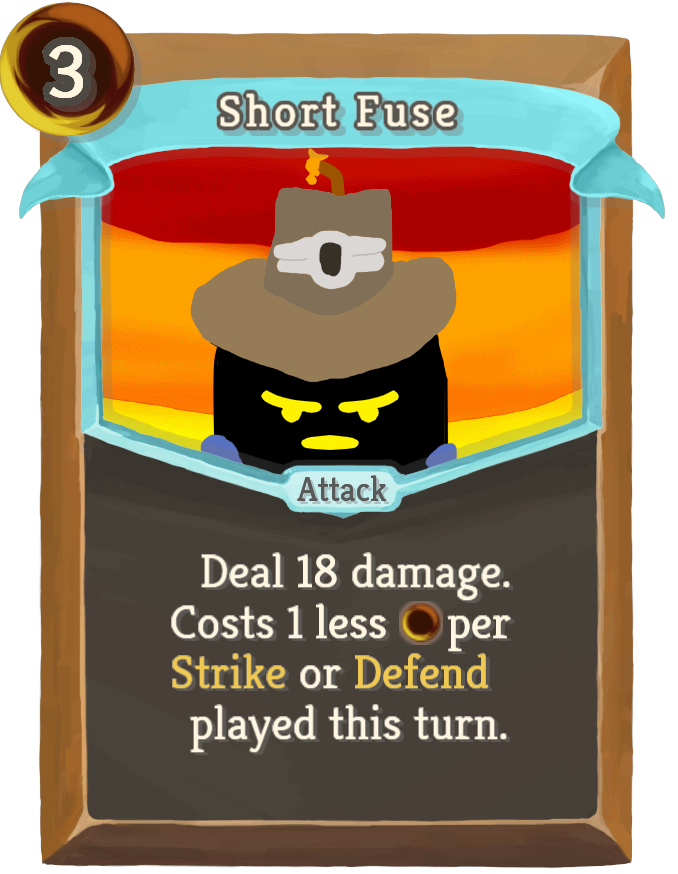 3
Short Fuse
Attack
Deal 18 damage.
Costs 1 less per
Strike or Defend
played this turn.